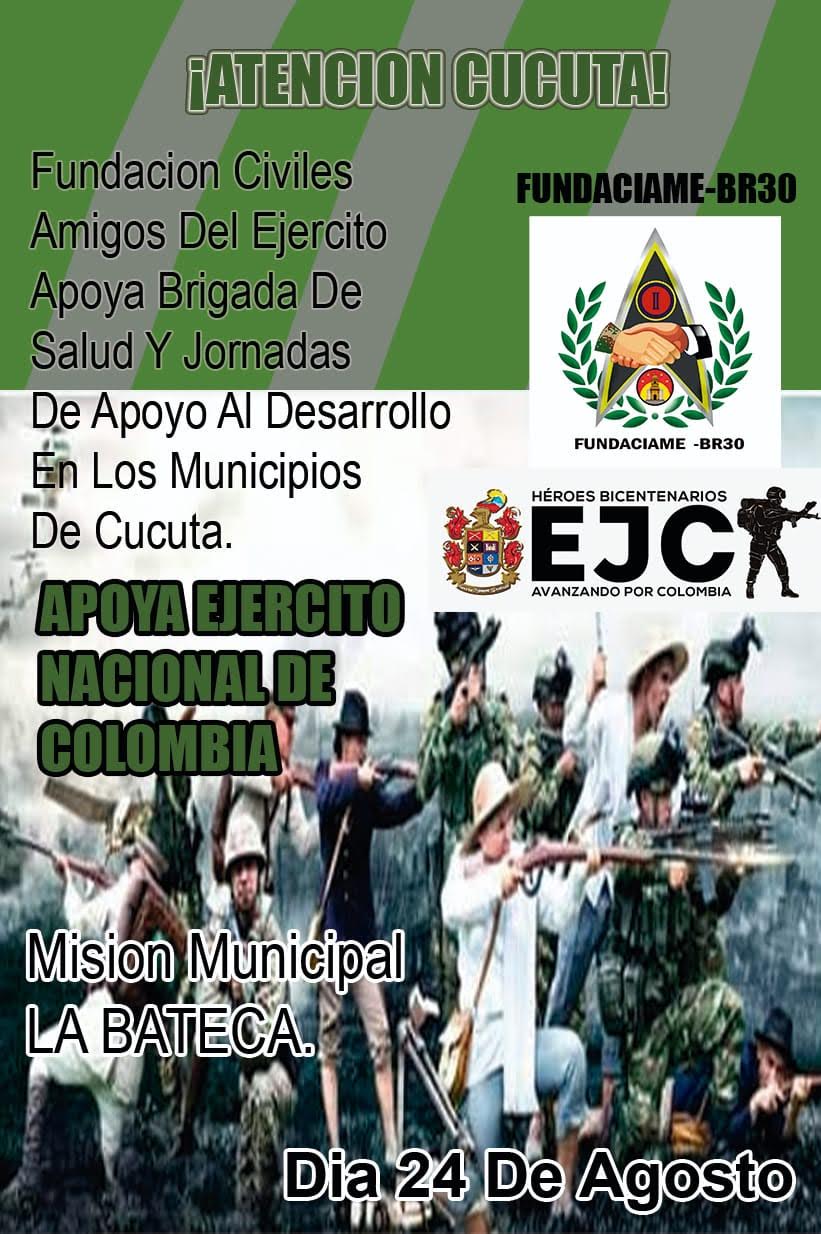 ¡ATENCION CUCUTA!
Fundacion Civiles
Amigos Del Ejercito
Apoya Brigada De
Salud Y Jornadas
De Apoyo Al Desarrollo
En Los Municipios
De Cucuta.
FUNDACIAME-BR30
II
FUNDACIAME -BR30
HÉROES BICENTENARIOS
EJC
AVANZANDO POR COLOMBIA
APOYA EJERCITO
NACIONAL DE
COLOMBIA
Mision Municipal
LA BATECA.
Dia 24 De Agosto